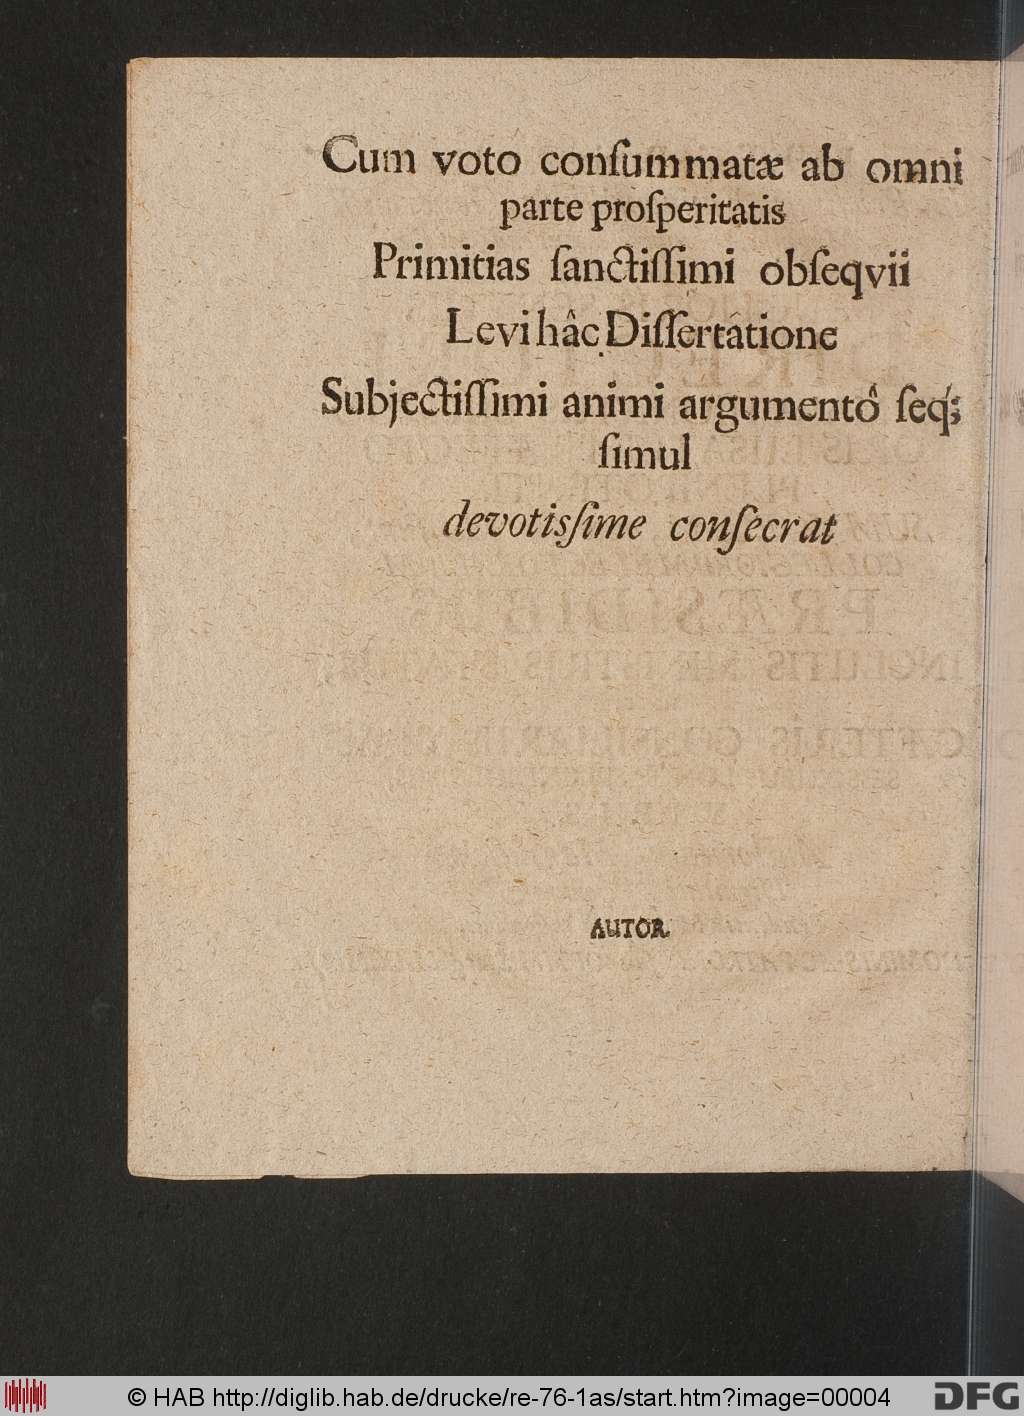 Cum voto conſummatæ ab omni
parte proſperitatis
Primitias ſanctiſſimi obſeqvii
Levi hâc Diſſertatione
Subjectiſſimi animi argumentô ſeq́;
ſimul
devotiſſime conſecrat
AUTOR
© HAB http://diglib.hab.de/drucke/re-76-1as/start.htm?image=00004
DFG